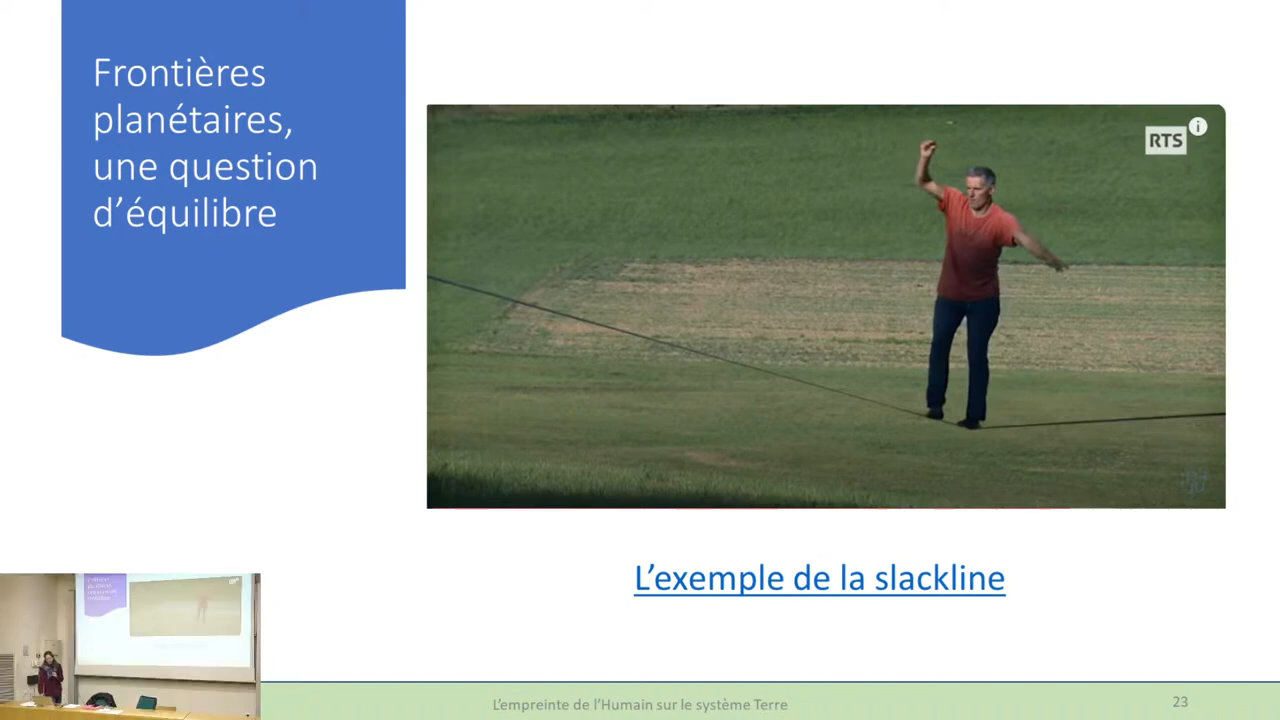 Frontières
planétaires,
une question
d’équilibre
RTS
i
L’exemple de la slackline
L’empreinte de l’Humain sur le système Terre
23